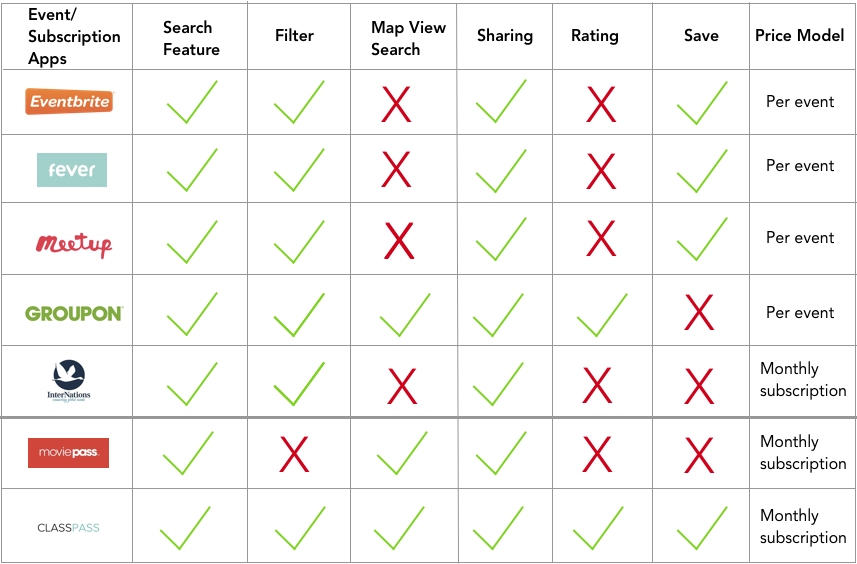 Event/
Subscription
Apps
Search
Feature
Filter
Map View
Search
Sharing
Rating
Save
Price Model
Eventbrite
Per event
fever
Per event
meetup
Per event
GROUPON
Per event
InterNations
Monthly
subscription
moviepass
Monthly
subscription
CLASSPASS
Monthly
subscription